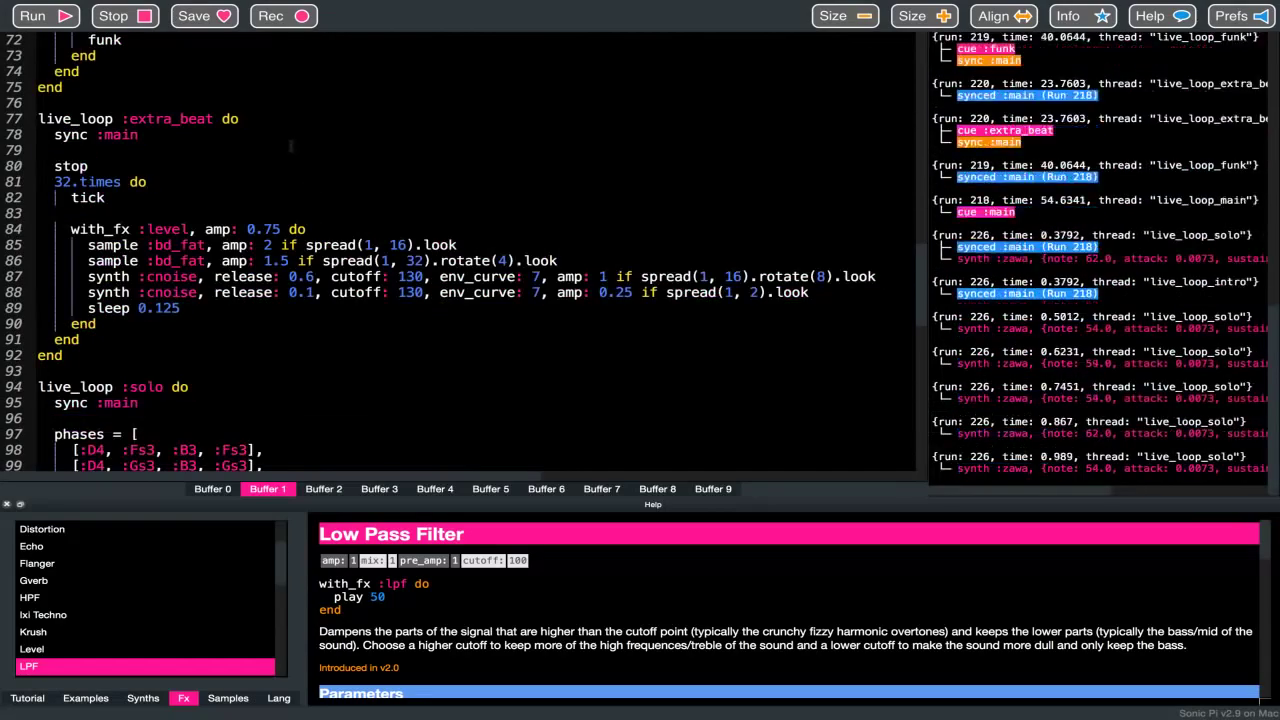 Run Stop Save Rec Size Size Align Info Help Prefs
72 funk
73 end
74 end
75 end
76
77 live_loop :extra_beat do
78 sync :main
79
80 stop
81 32.times do
82 tick
83
84 with_fx :level, amp: 0.75 do
85 sample :bd_fat, amp: 2 if spread(1, 16).look
86 sample :bd_fat, amp: 1.5 if spread(1, 32).rotate(4).look
87 synth :cnoise, release: 0.6, cutoff: 130, env_curve: 7, amp: 1 if spread(1, 16).rotate(8).look
88 synth :cnoise, release: 0.1, cutoff: 130, env_curve: 7, amp: 0.25 if spread(1, 2).look
89 sleep 0.125
90 end
91 end
92 end
93
94 live_loop :solo do
95 sync :main
96
97 phases = [
98 [:D4, :Fs3, :B3, :Fs3],
99 [:D4, :Gs3, :B3, :Gs3],
{run: 219, time: 40.0644, thread: "live_loop_funk"}
cue :funk
sync :main
{run: 220, time: 23.7603, thread: "live_loop_extra_be
synced :main (Run 218)
{run: 220, time: 23.7603, thread: "live_loop_extra_be
cue :extra_beat
sync :main
{run: 219, time: 40.0644, thread: "live_loop_funk"}
synced :main (Run 218)
{run: 218, time: 54.6341, thread: "live_loop_main"}
cue :main
{run: 226, time: 0.3792, thread: "live_loop_solo"}
synced :main (Run 218)
synth :zawa, {note: 62.0, attack: 0.0073, sustai
{run: 226, time: 0.3792, thread: "live_loop_intro"}
synced :main (Run 218)
{run: 226, time: 0.5012, thread: "live_loop_solo"}
synth :zawa, {note: 54.0, attack: 0.0073, sustai
{run: 226, time: 0.6231, thread: "live_loop_solo"}
synth :zawa, {note: 59.0, attack: 0.0073, sustai
{run: 226, time: 0.7451, thread: "live_loop_solo"}
synth :zawa, {note: 54.0, attack: 0.0073, sustai
{run: 226, time: 0.867, thread: "live_loop_solo"}
synth :zawa, {note: 62.0, attack: 0.0073, sustai
{run: 226, time: 0.989, thread: "live_loop_solo"}
synth :zawa, {note: 54.0, attack: 0.0073, sustai
Buffer 0 Buffer 1 Buffer 2 Buffer 3 Buffer 4 Buffer 5 Buffer 6 Buffer 7 Buffer 8 Buffer 9
Help
Distortion
Echo
Flanger
Gverb
HPF
Ixi Techno
Krush
Level
LPF
Tutorial Examples Synths Fx Samples Lang
Low Pass Filter
amp: 1 mix: 1 pre_amp: 1 cutoff: 100
with_fx :lpf do
play 50
end
Dampens the parts of the signal that are higher than the cutoff point (typically the crunchy fizzy harmonic overtones) and keeps the lower parts (typically the bass/mid of the
sound). Choose a higher cutoff to keep more of the high frequences/treble of the sound and a lower cutoff to make the sound more dull and only keep the bass.
Introduced in v2.0
Parameters
Sonic Pi v2.9 on Mac